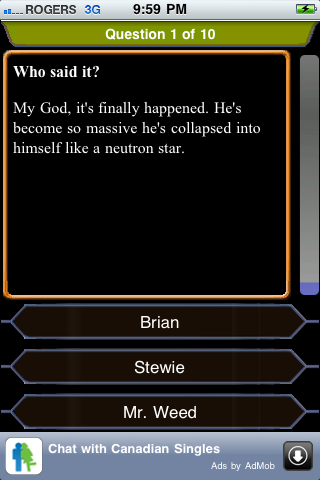 ROGERS 3G 9:59 PM
Question 1 of 10
Who said it?
My God, it's finally happened. He's
become so massive he's collapsed into
himself like a neutron star.
Brian
Stewie
Mr. Weed
Chat with Canadian Singles
Ads by AdMob